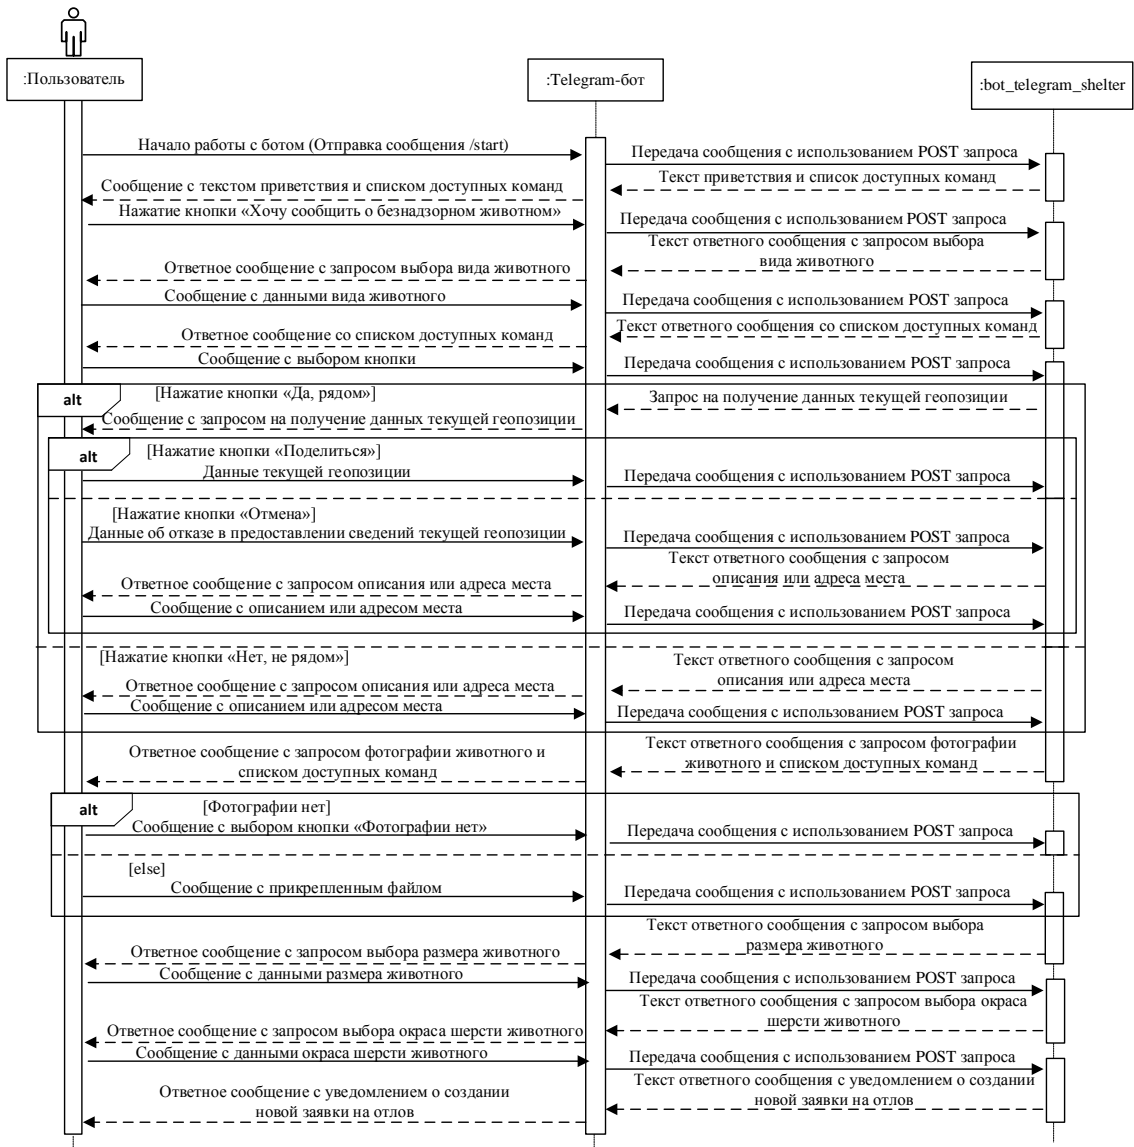 :Пользователь
:Telegram-бот
:bot_telegram_shelter
Начало работы с ботом (Отправка сообщения /start)
Передача сообщения с использованием POST запроса
Текст приветствия и список доступных команд
Сообщение с текстом приветствия и списком доступных команд
Нажатие кнопки «Хочу сообщить о безнадзорном животном»
Передача сообщения с использованием POST запроса
Текст ответного сообщения с запросом выбора
вида животного
Ответное сообщение с запросом выбора вида животного
Сообщение с данными вида животного
Передача сообщения с использованием POST запроса
Текст ответного сообщения со списком доступных команд
Ответное сообщение со списком доступных команд
Сообщение с выбором кнопки
Передача сообщения с использованием POST запроса
alt
[Нажатие кнопки «Да, рядом»]
Запрос на получение данных текущей геопозиции
Сообщение с запросом на получение данных текущей геопозиции
alt
[Нажатие кнопки «Поделиться»]
Данные текущей геопозиции
Передача сообщения с использованием POST запроса
[Нажатие кнопки «Отмена»]
Данные об отказе в предоставлении сведений текущей геопозиции
Передача сообщения с использованием POST запроса
Текст ответного сообщения с запросом
описания или адреса места
Ответное сообщение с запросом описания или адреса места
Сообщение с описанием или адресом места
Передача сообщения с использованием POST запроса
[Нажатие кнопки «Нет, не рядом»]
Текст ответного сообщения с запросом
описания или адреса места
Ответное сообщение с запросом описания или адреса места
Сообщение с описанием или адресом места
Передача сообщения с использованием POST запроса
Текст ответного сообщения с запросом фотографии
животного и списком доступных команд
Ответное сообщение с запросом фотографии животного и
списком доступных команд
alt
[Фотографии нет]
Сообщение с выбором кнопки «Фотографии нет»
Передача сообщения с использованием POST запроса
[else]
Сообщение с прикрепленным файлом
Передача сообщения с использованием POST запроса
Текст ответного сообщения с запросом выбора
размера животного
Ответное сообщение с запросом выбора размера животного
Сообщение с данными размера животного
Передача сообщения с использованием POST запроса
Текст ответного сообщения с запросом выбора окраса
шерсти животного
Ответное сообщение с запросом выбора окраса шерсти животного
Сообщение с данными окраса шерсти животного
Передача сообщения с использованием POST запроса
Текст ответного сообщения с уведомлением о создании
новой заявки на отлов
Ответное сообщение с уведомлением о создании
новой заявки на отлов